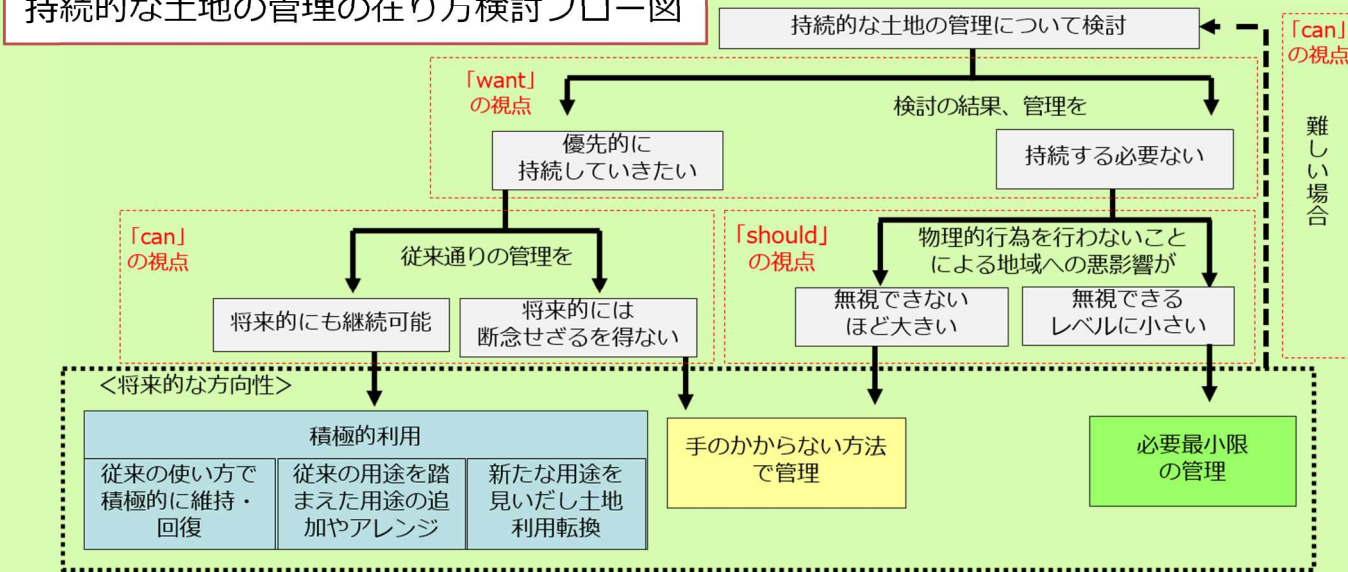 持続的な土地の管理の在り方検討フロー図
持続的な土地の管理について検討
「can」
の視点
難しい場合
「want」
の視点
検討の結果、管理を
優先的に
持続していきたい
持続する必要ない
「can」
の視点
従来通りの管理を
将来的にも継続可能
将来的には
断念せざるを得ない
「should」
の視点
物理的行為を行わないこと
による地域への悪影響が
無視できない
ほど大きい
無視できる
レベルに小さい
＜将来的な方向性＞
積極的利用
従来の使い方で
積極的に維持・
回復
従来の用途を踏
まえた用途の追
加やアレンジ
新たな用途を
見いだし土地
利用転換
手のかからない方法
で管理
必要最小限
の管理